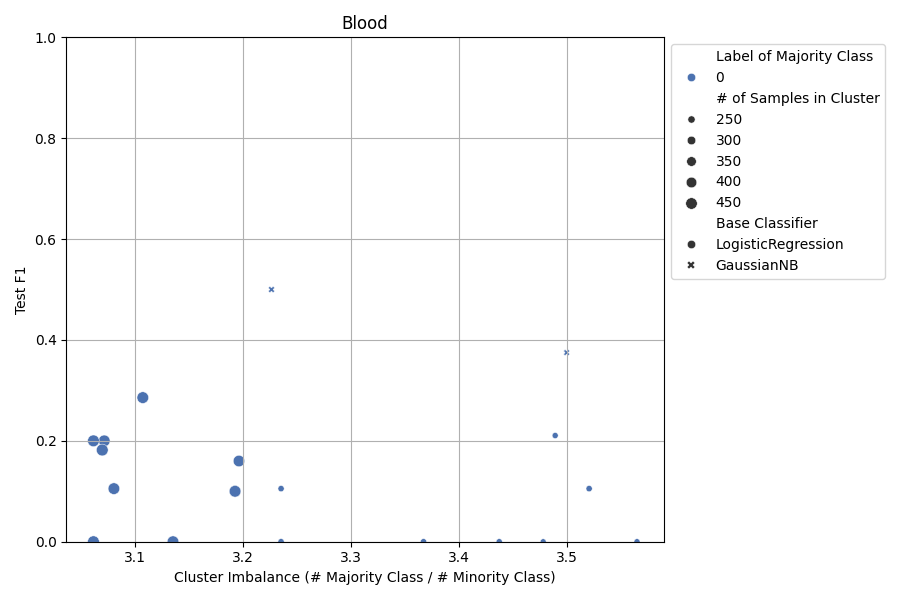 Blood
1.0
0.8
0.6
0.4
0.2
0.0
Test F1
3.1
3.2
3.3
3.4
3.5
Cluster Imbalance (# Majority Class / # Minority Class)
Label of Majority Class
0
# of Samples in Cluster
250
300
350
400
450
Base Classifier
LogisticRegression
GaussianNB